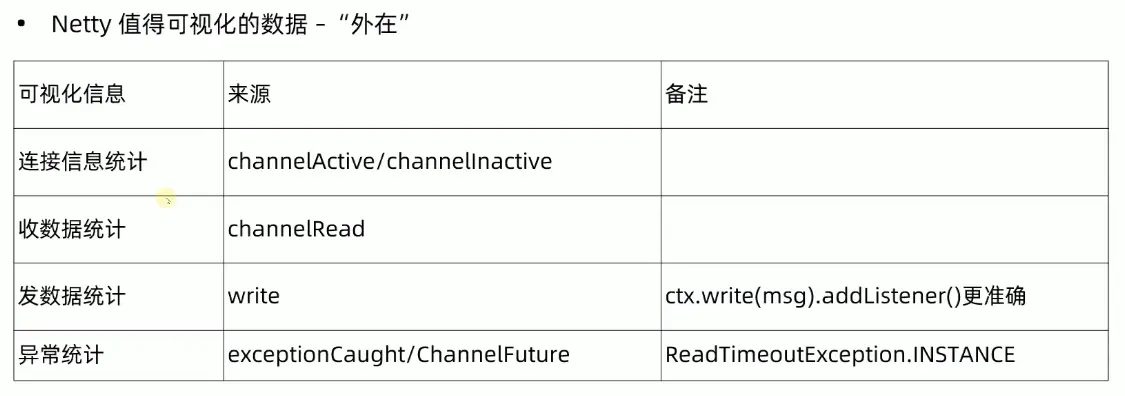 • Netty 值得可视化的数据 – “外在”
可视化信息 来源 备注
连接信息统计 channelActive/channelInactive
收数据统计 channelRead
发数据统计 write ctx.write(msg).addListener()更准确
异常统计 exceptionCaught/ChannelFuture ReadTimeoutException.INSTANCE